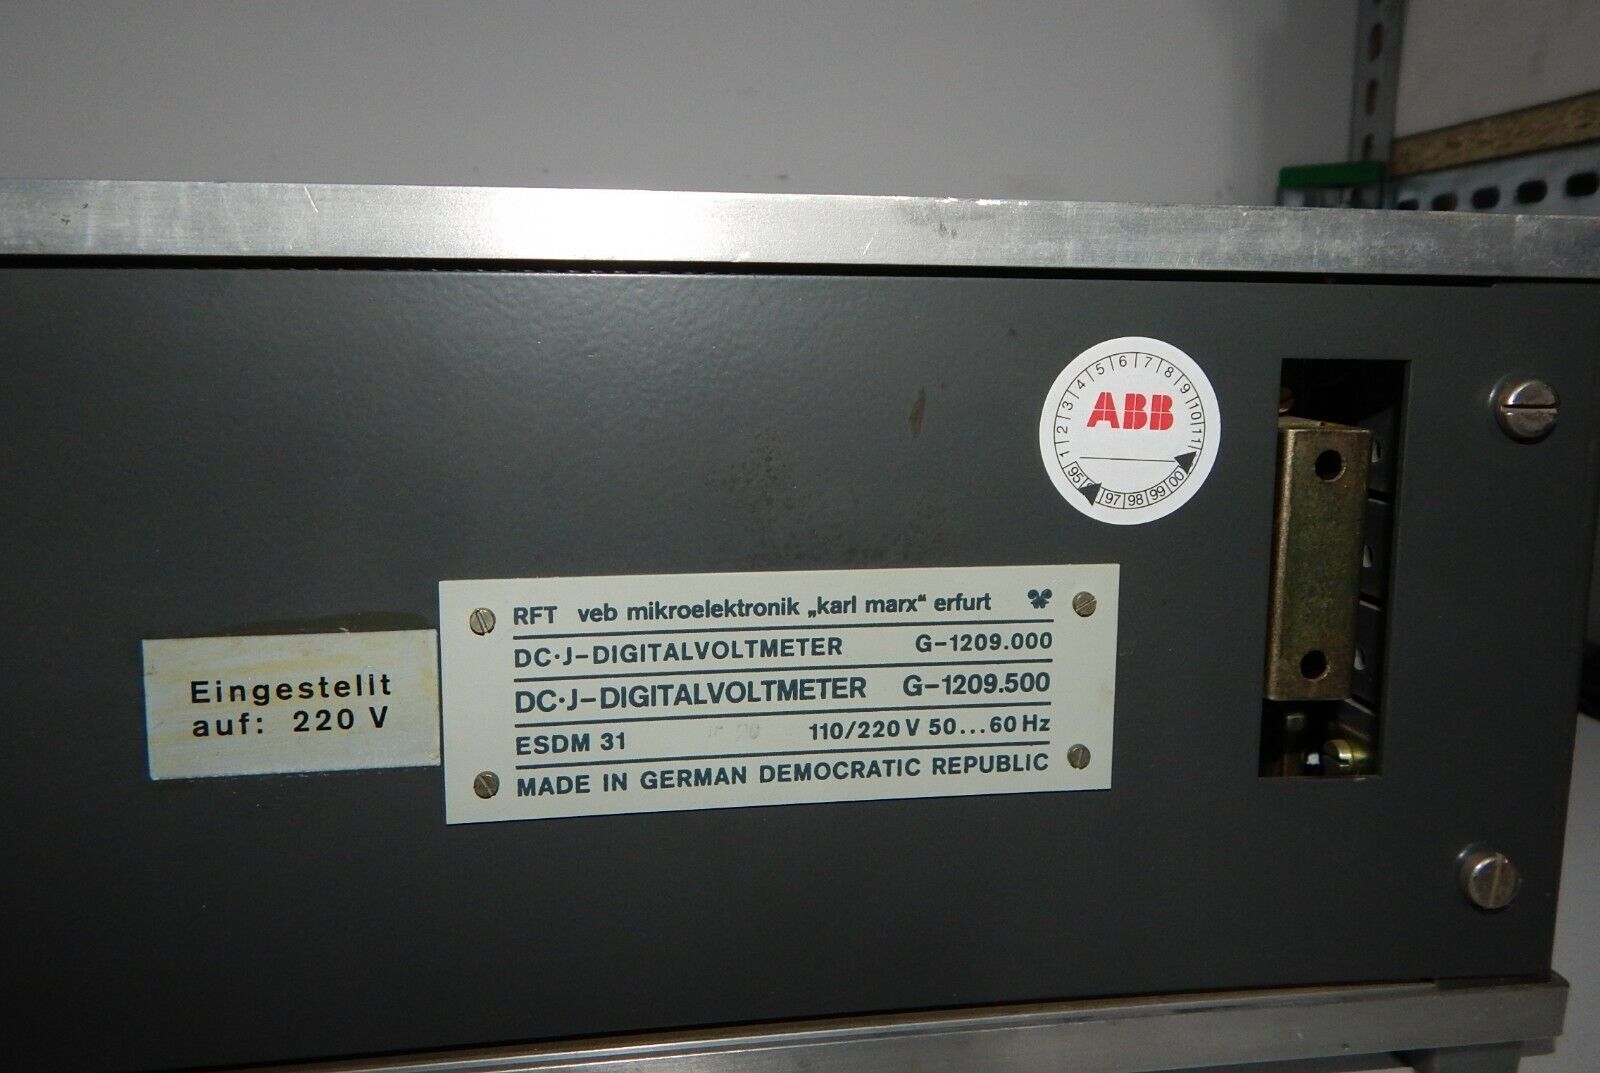 ABB
1 2 3 4 5 6 7 8 9 10 11
95 97 98 99 00
RFT veb mikroelektronik „karl marx“ erfurt
DC·J-DIGITALVOLTMETER G-1209.000
DC·J-DIGITALVOLTMETER G-1209.500
ESDM 31 110/220 V 50...60 Hz
MADE IN GERMAN DEMOCRATIC REPUBLIC
Eingestellt
auf: 220 V